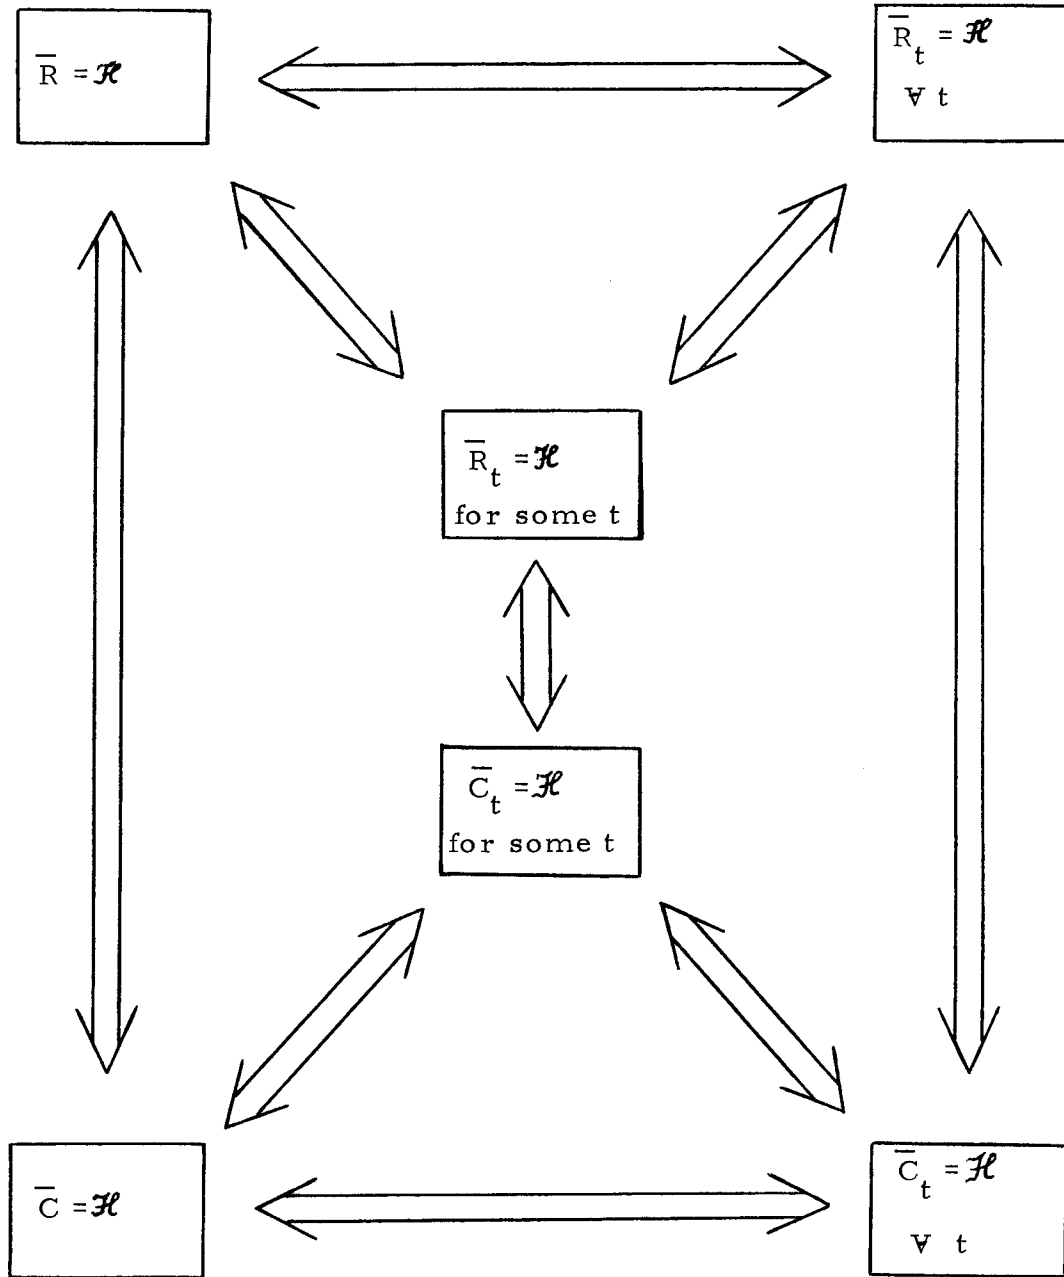 R̅ = ℋ
R̅ₜ = ℋ
∀ t
R̅ₜ = ℋ
for some t
C̅ₜ = ℋ
for some t
C̅ = ℋ
C̅ₜ = ℋ
∀ t